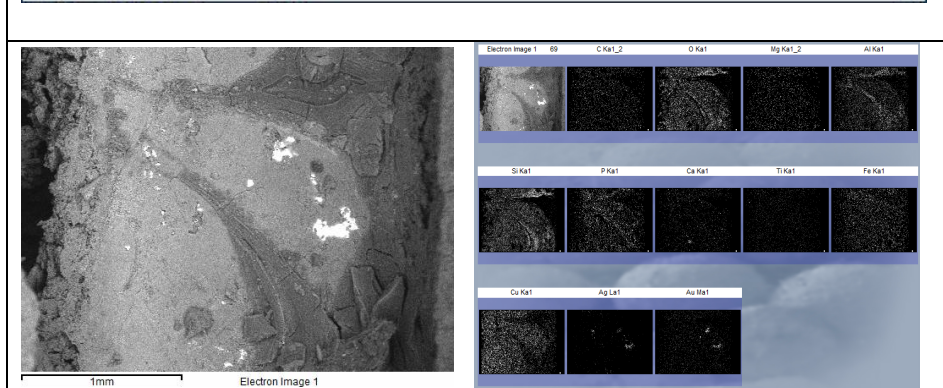 Electron Image 1 69 C Ka1_2 O Ka1 Mg Ka1_2 Al Ka1
Si Ka1 P Ka1 Ca Ka1 Ti Ka1 Fe Ka1
Cu Ka1 Ag La1 Au Ma1
1mm Electron Image 1